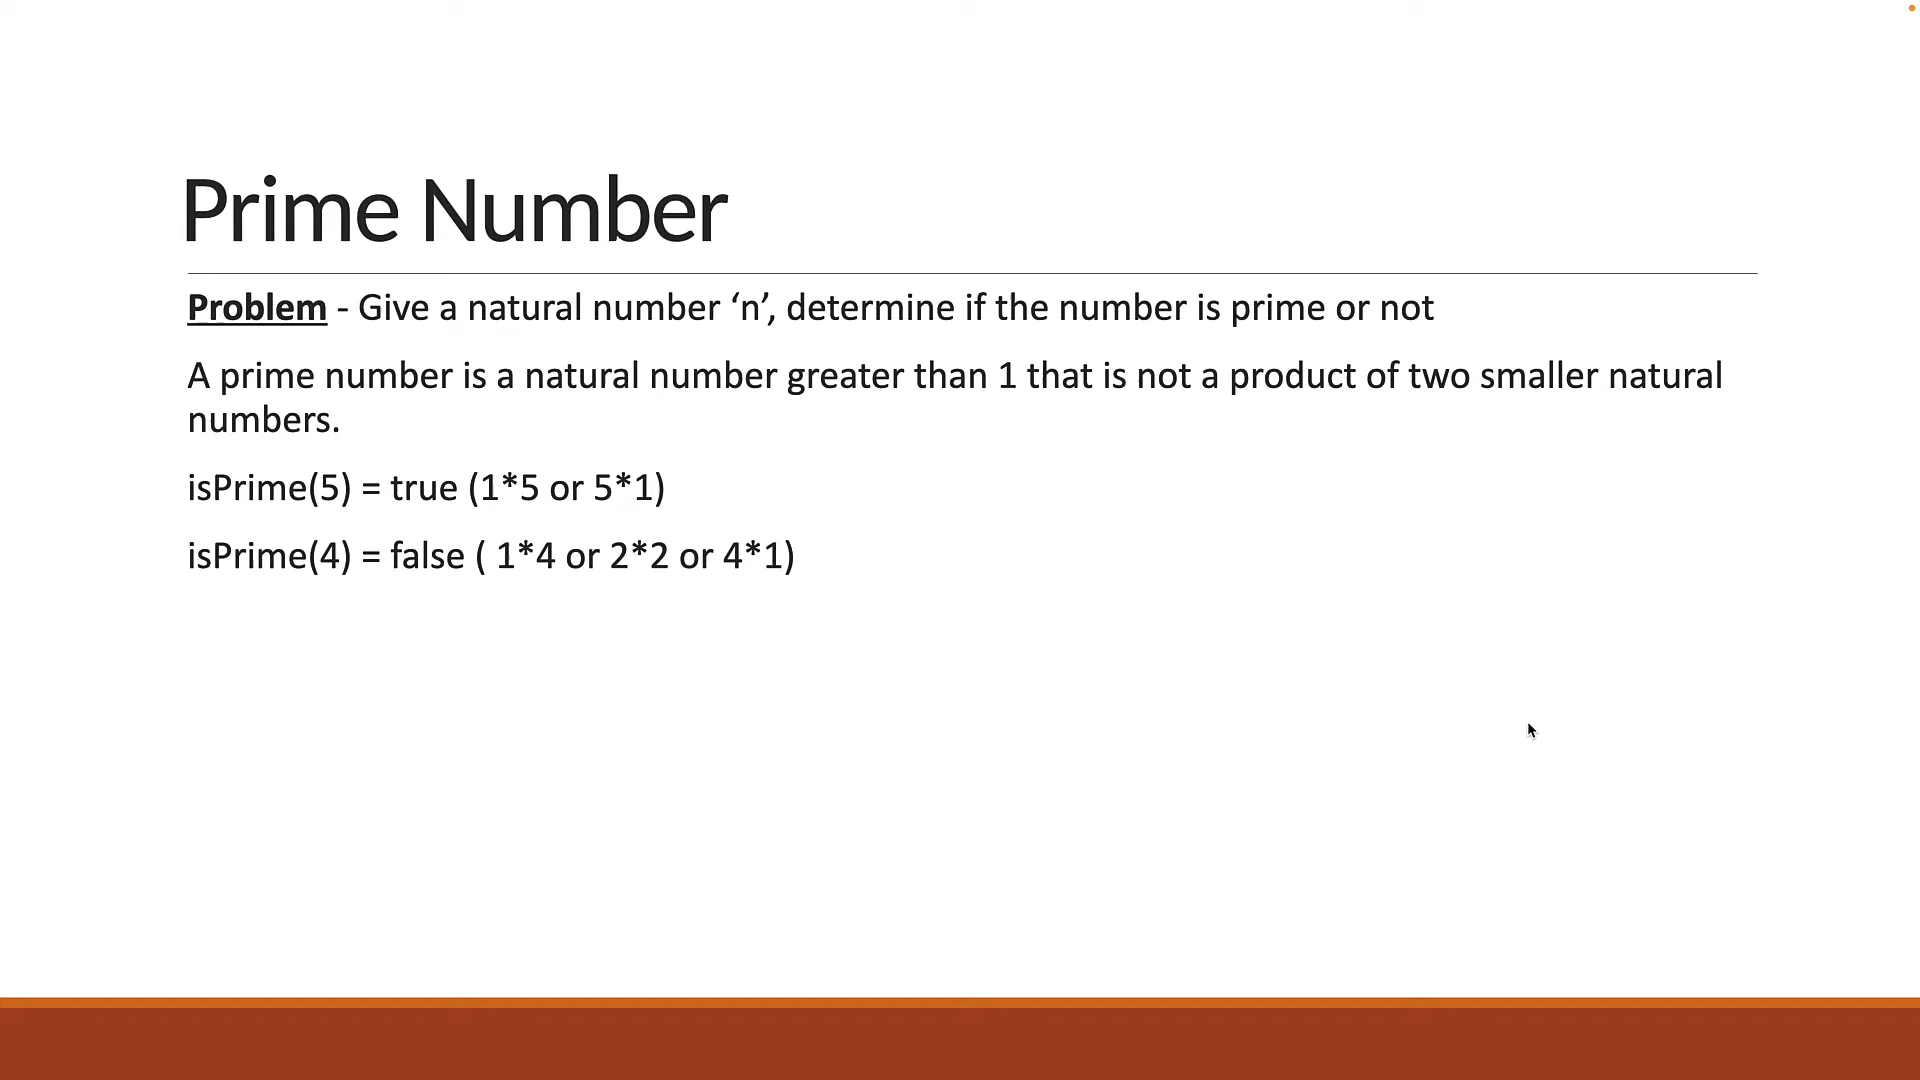 Prime Number
Problem - Give a natural number ‘n’, determine if the number is prime or not
A prime number is a natural number greater than 1 that is not a product of two smaller natural
numbers.
isPrime(5) = true (1*5 or 5*1)
isPrime(4) = false ( 1*4 or 2*2 or 4*1)